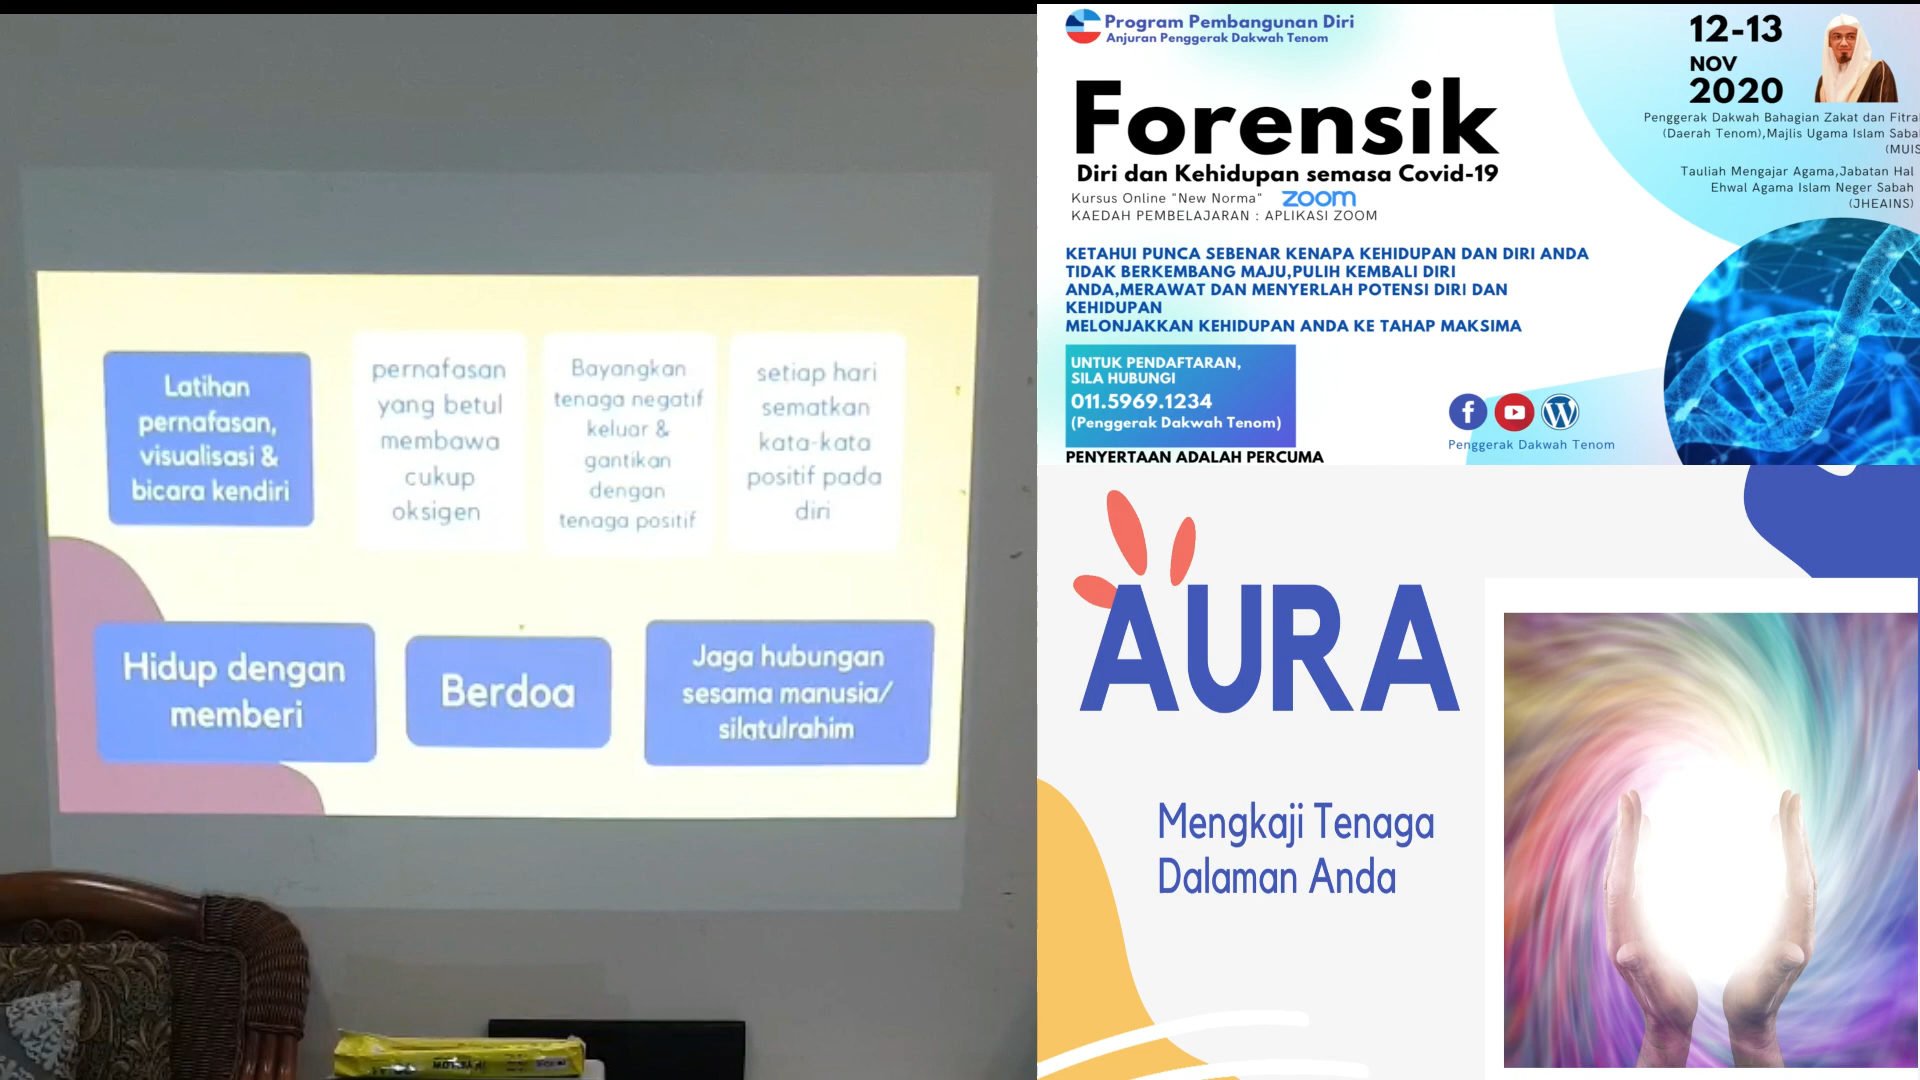 Latihan
pernafasan,
visualisasi &
bicara kendiri
pernafasan
yang betul
membawa
cukup
oksigen
Bayangkan
tenaga negatif
keluar &
gantikan
dengan
tenaga positif
setiap hari
sematkan
kata-kata
positif pada
diri
Hidup dengan
memberi
Berdoa
Jaga hubungan
sesama manusia/
silatulrahim
Program Pembangunan Diri
Anjuran Penggerak Dakwah Tenom
Forensik
Diri dan Kehidupan semasa Covid-19
Kursus Online "New Norma" zoom
KAEDAH PEMBELAJARAN : APLIKASI ZOOM
12-13
NOV
2020
Penggerak Dakwah Bahagian Zakat dan
(Daerah Tenom),Majlis Ugama Islam
Tauliah Mengajar Agama,Jabatan Hal
Ehwal Agama Islam Neger Sabah
(JHEAINS)
KETAHUI PUNCA SEBENAR KENAPA KEHIDUPAN DAN DIRI ANDA
TIDAK BERKEMBANG MAJU,PULIH KEMBALI DIRI
ANDA,MERAWAT DAN MENYERLAH POTENSI DIRI DAN
KEHIDUPAN
MELONJAKKAN KEHIDUPAN ANDA KE TAHAP MAKSIMA
UNTUK PENDAFTARAN,
SILA HUBUNGI
011.5969.1234
(Penggerak Dakwah Tenom)
PENYERTAAN ADALAH PERCUMA
Penggerak Dakwah Tenom
AURA
Mengkaji Tenaga
Dalaman Anda